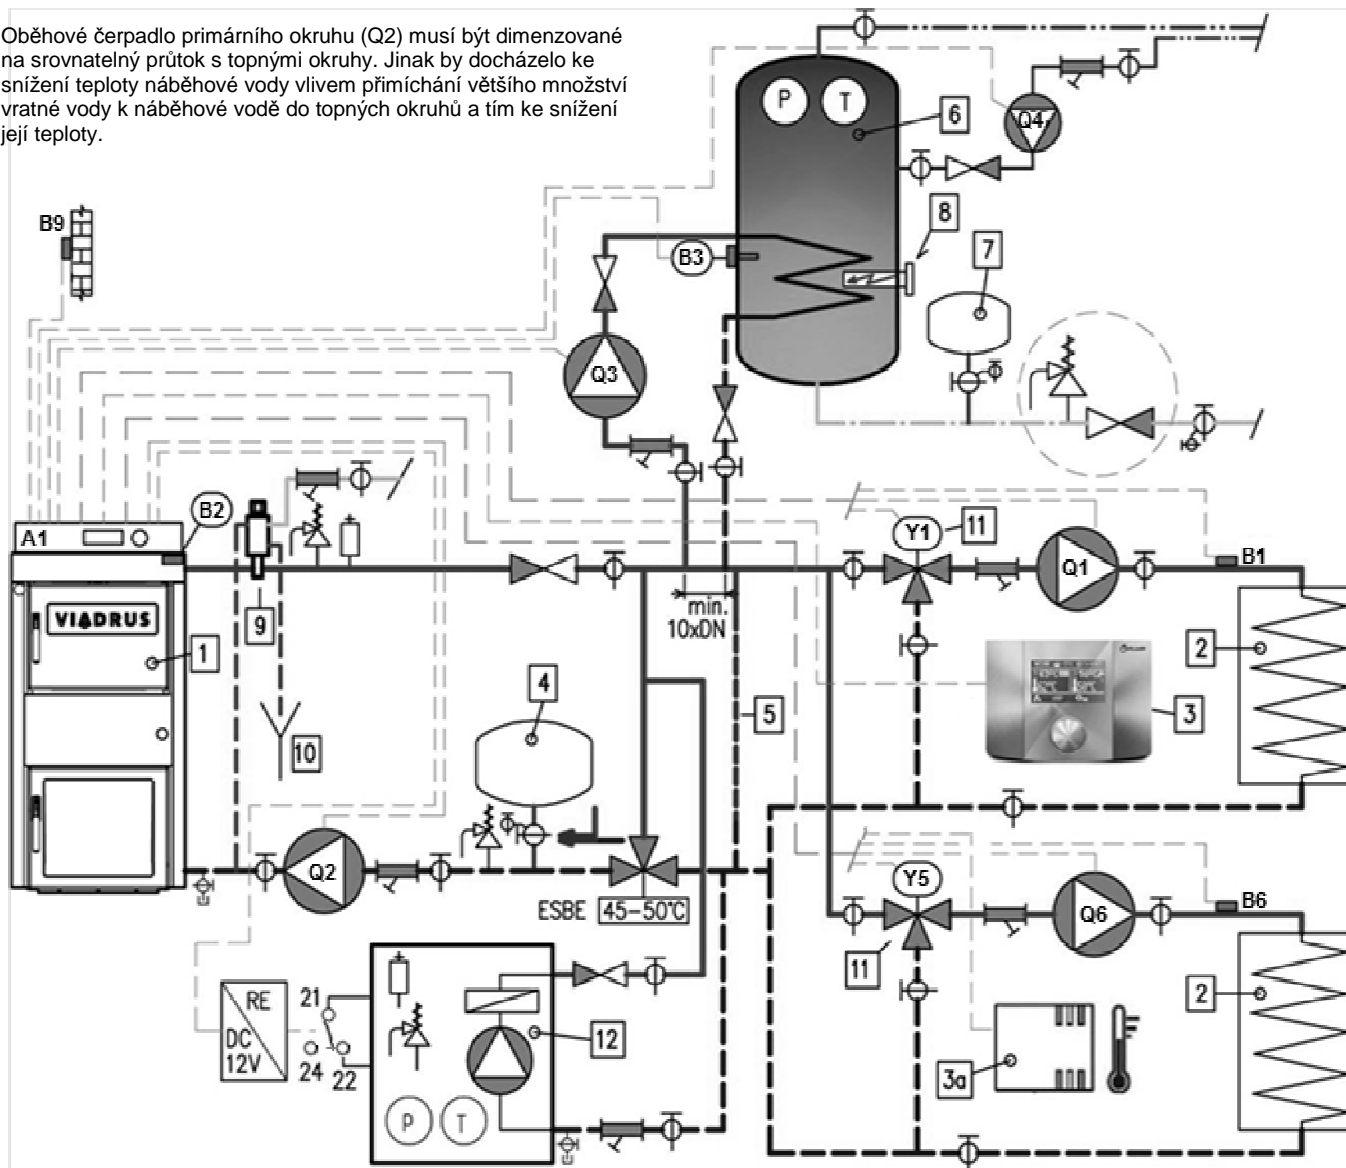 Oběhové čerpadlo primárního okruhu (Q2) musí být dimenzované
na srovnatelný průtok s topnými okruhy. Jinak by docházelo ke
snížení teploty náběhové vody vlivem přimíchání většího množství
vratné vody k náběhové vodě do topných okruhů a tím ke snížení
její teploty.
P T
6
Q4
B9
8
B3
7
Q3
B2
A1
Y1
11
Q1
B1
min.
10xDN
VIADRUS
9
1
2
4
5
3
10
Q2
Y5
B6
ESBE 45-50°C
Q6
11
RE
DC
12V
21
24
22
12
2
3a
P T